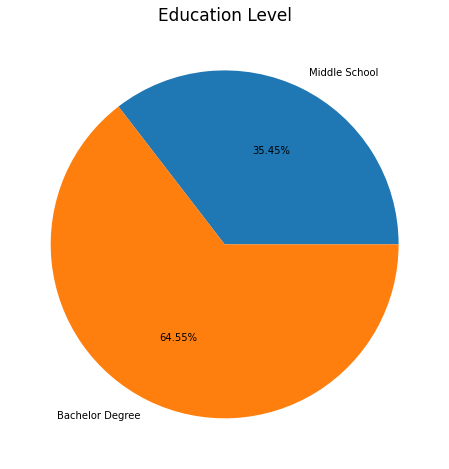 Education Level
Middle School
35.45%
64.55%
Bachelor Degree